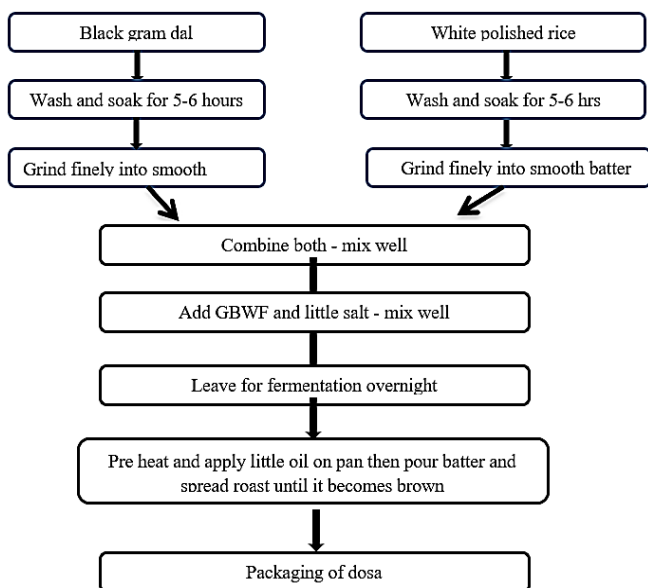 Black gram dal
White polished rice
Wash and soak for 5-6 hours
Wash and soak for 5-6 hrs
Grind finely into smooth
Grind finely into smooth batter
Combine both - mix well
Add GBWF and little salt - mix well
Leave for fermentation overnight
Pre heat and apply little oil on pan then pour batter and
spread roast until it becomes brown
Packaging of dosa